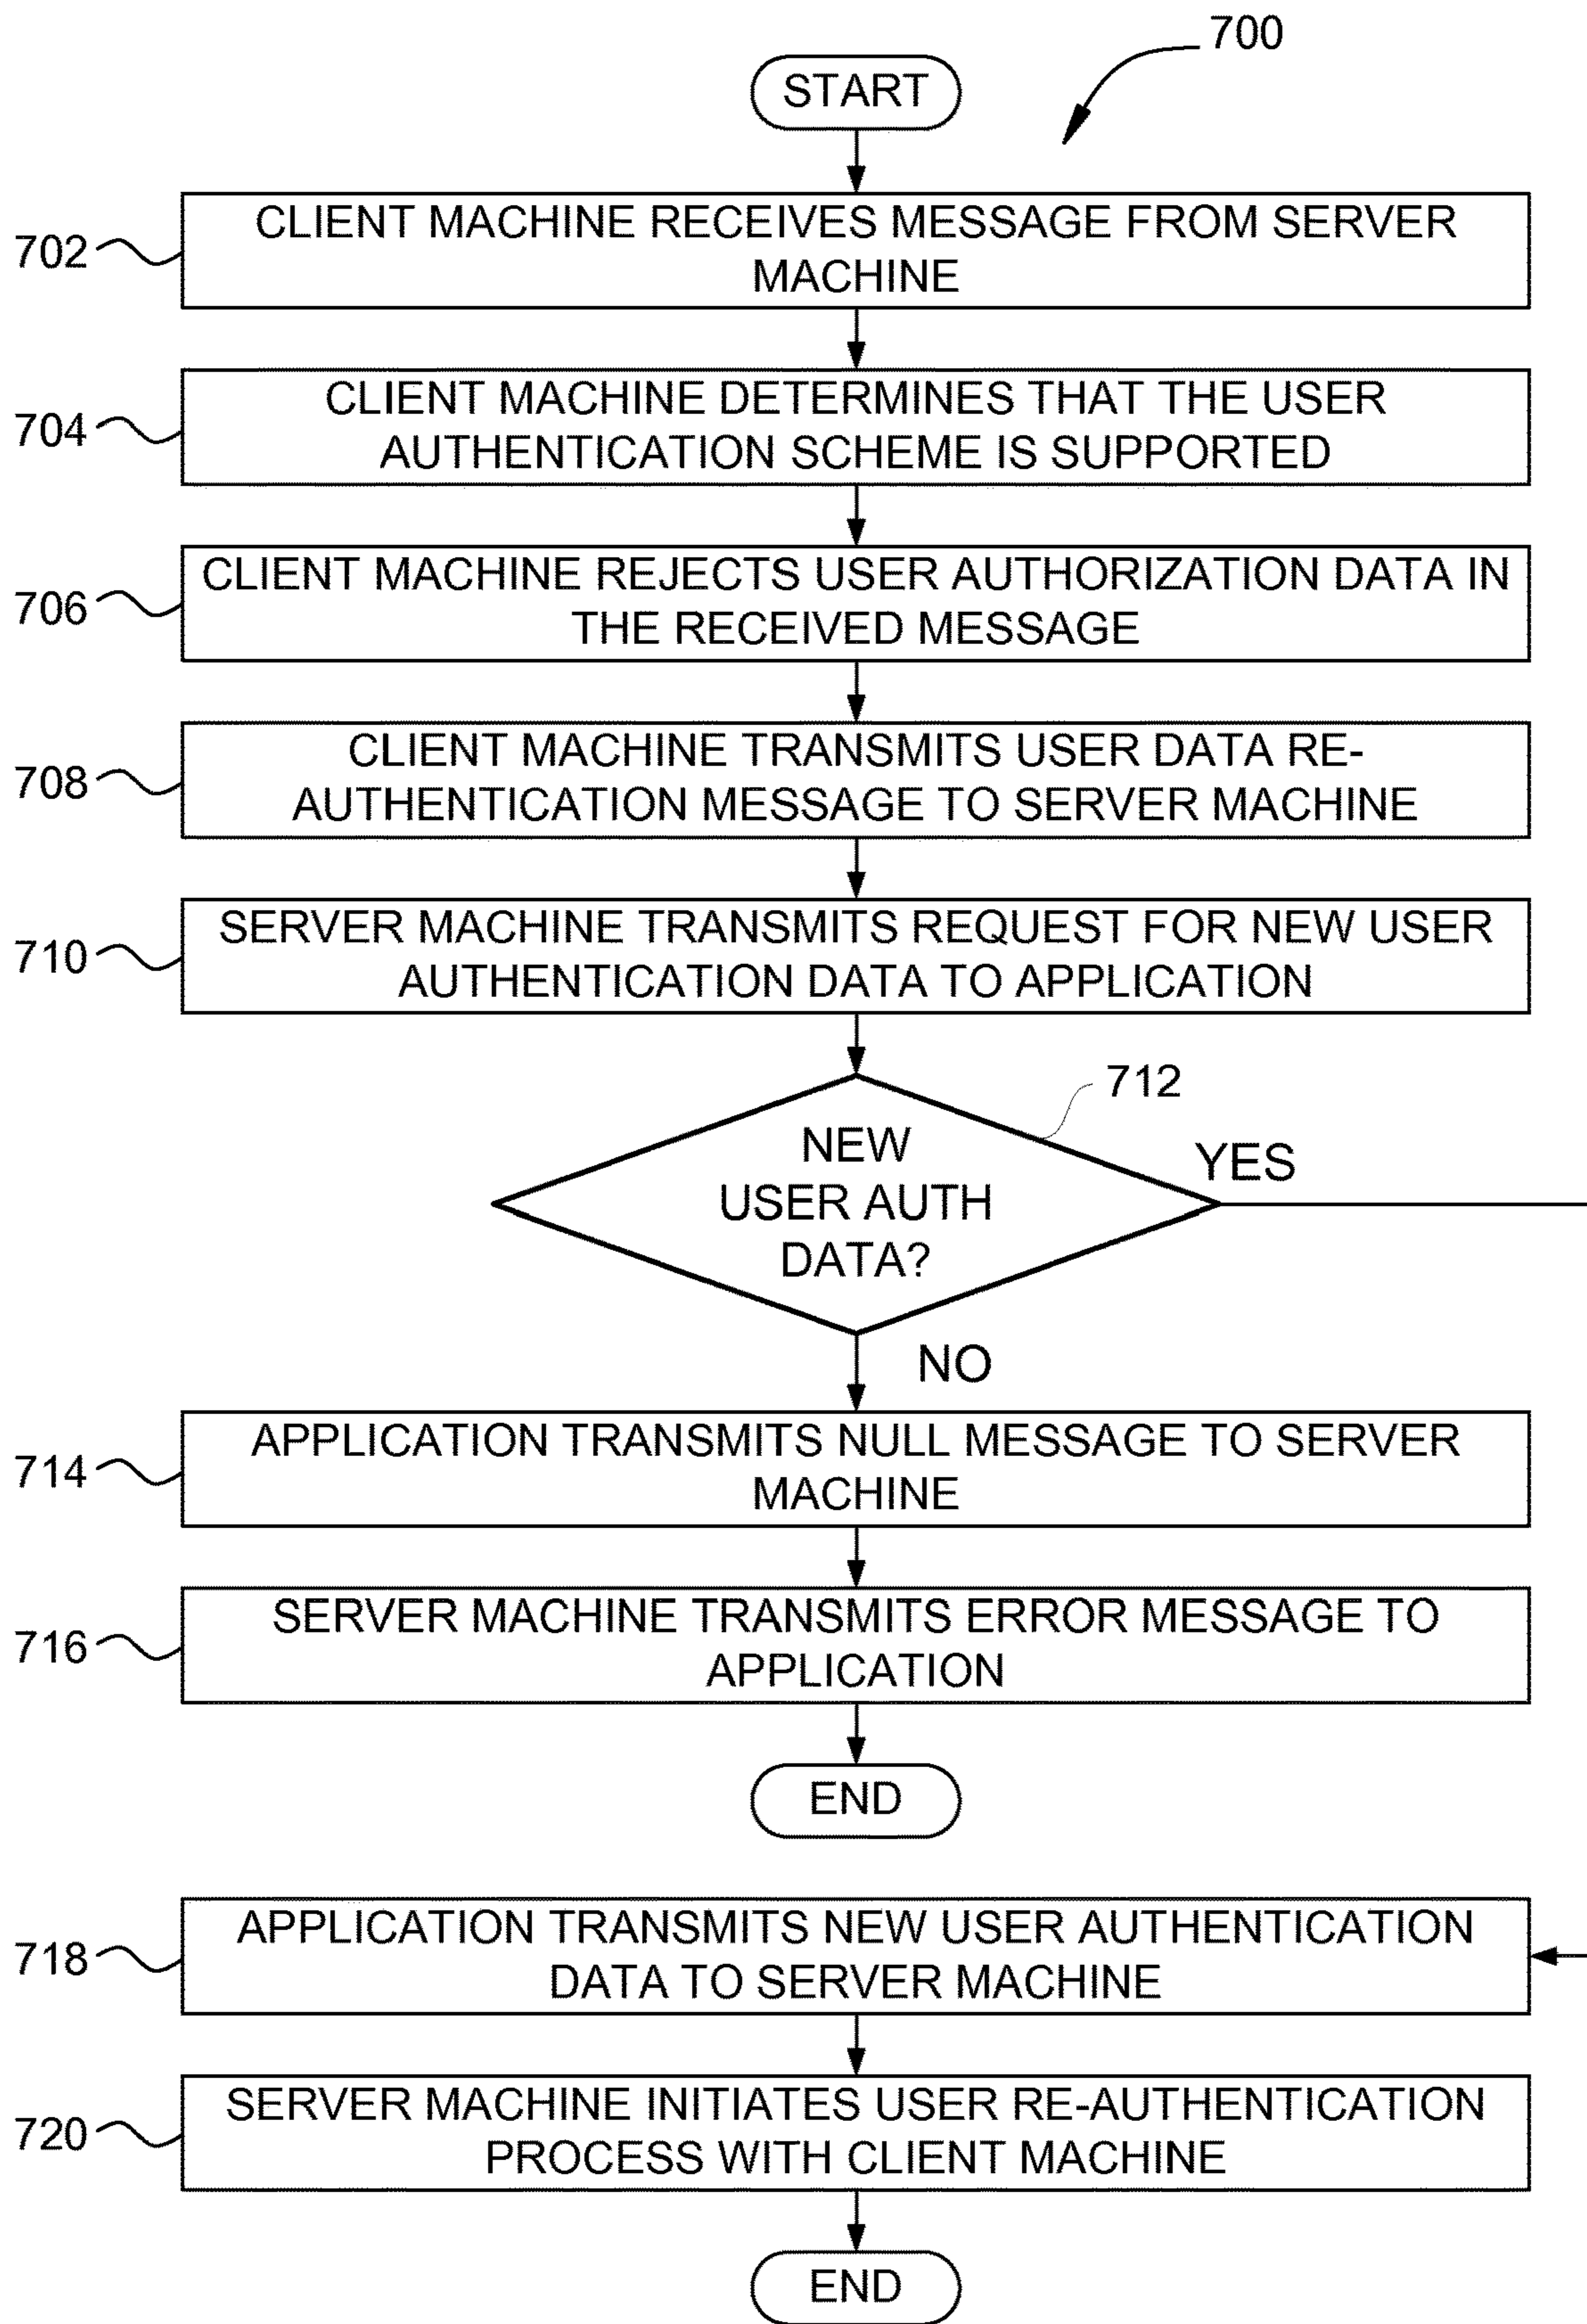 700
START
702
CLIENT MACHINE RECEIVES MESSAGE FROM SERVER
MACHINE
704
CLIENT MACHINE DETERMINES THAT THE USER
AUTHENTICATION SCHEME IS SUPPORTED
706
CLIENT MACHINE REJECTS USER AUTHORIZATION DATA IN
THE RECEIVED MESSAGE
708
CLIENT MACHINE TRANSMITS USER DATA RE-
AUTHENTICATION MESSAGE TO SERVER MACHINE
710
SERVER MACHINE TRANSMITS REQUEST FOR NEW USER
AUTHENTICATION DATA TO APPLICATION
712
NEW
USER AUTH
DATA?
YES
NO
714
APPLICATION TRANSMITS NULL MESSAGE TO SERVER
MACHINE
716
SERVER MACHINE TRANSMITS ERROR MESSAGE TO
APPLICATION
END
718
APPLICATION TRANSMITS NEW USER AUTHENTICATION
DATA TO SERVER MACHINE
720
SERVER MACHINE INITIATES USER RE-AUTHENTICATION
PROCESS WITH CLIENT MACHINE
END